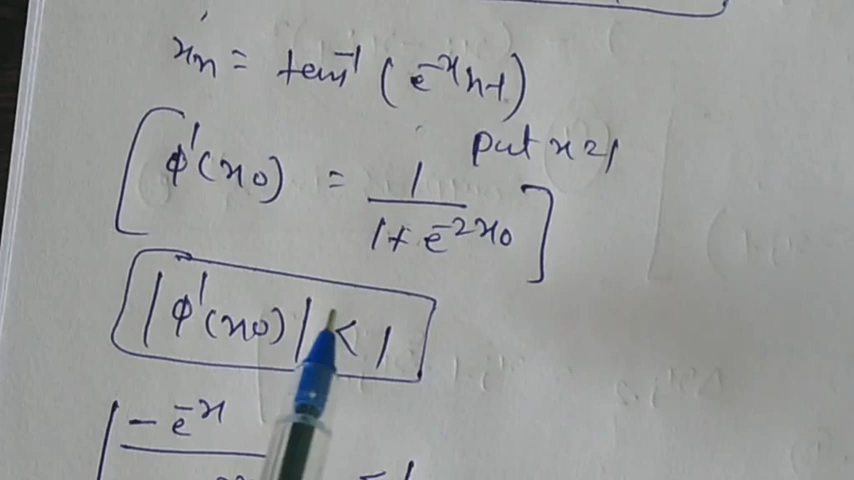 xn = tan⁻¹ (e⁻ˣn-1)
put x=1
ϕ'(x0) = 1 / 1+e⁻²x0
|ϕ'(x0)| < 1
| -e⁻ˣ